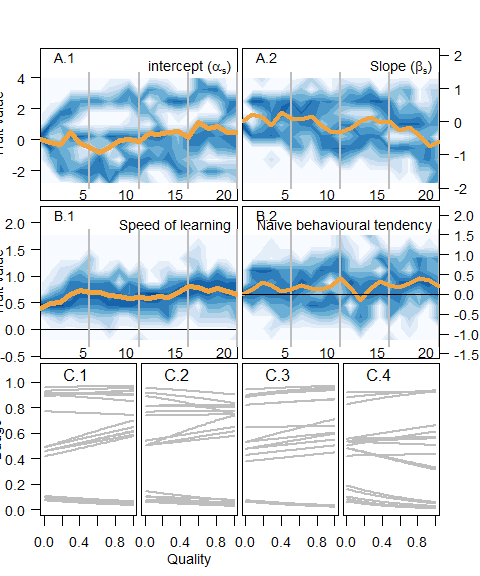 A.1
intercept (αs)
A.2
Slope (βs)
4
2
0
-2
2
1
0
-1
-2
5 10 15 20
5 10 15 20
B.1
Speed of learning
B.2
Naive behavioural tendency
2.0
1.5
1.0
0.5
0.0
-0.5
2.0
1.5
1.0
0.5
0.0
-0.5
-1.0
-1.5
5 10 15 20
5 10 15 20
C.1
C.2
C.3
C.4
1.0
0.8
0.6
0.4
0.2
0.0
0.0 0.4 0.8 0.0 0.4 0.8 0.0 0.4 0.8 0.0 0.4 0.8
Quality